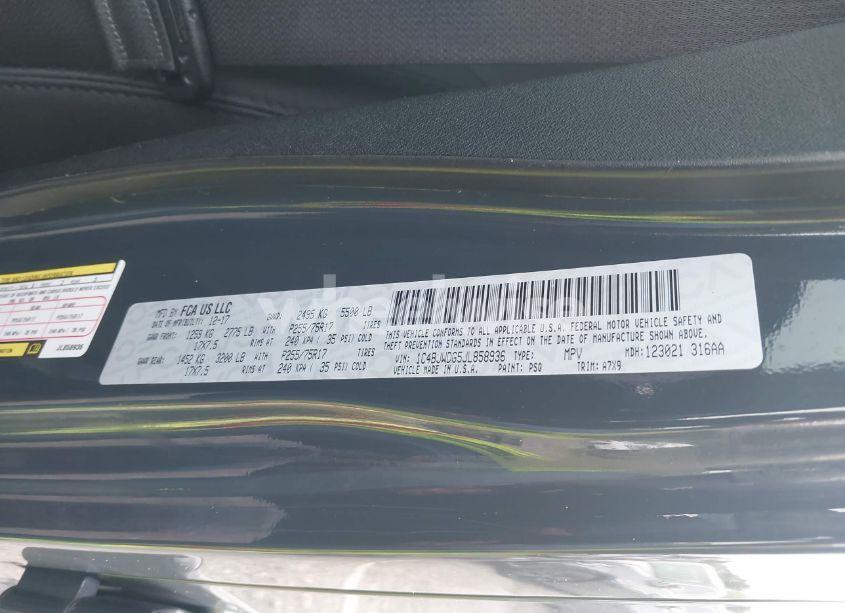 MFD BY: FCA US LLC
DATE OF MFR/BUILT: 12-17 GVWR: 2495 KG 5500 LB
GAWR FRONT: 1259 KG 2775 LB WITH P255/75R17 TIRES
17X7.5 RIMS AT 240 KPA ( 35 PSI) COLD
GAWR REAR: 1452 KG 3200 LB WITH P255/75R17 TIRES
17X7.5 RIMS AT 240 KPA ( 35 PSI) COLD
THIS VEHICLE CONFORMS TO ALL APPLICABLE U.S.A. FEDERAL MOTOR VEHICLE SAFETY AND
THEFT PREVENTION STANDARDS IN EFFECT ON THE DATE OF MANUFACTURE SHOWN ABOVE.
VIN: 1C4BJWDG5JL858936 TYPE: MPV MDH: 123021 316AA
VEHICLE MADE IN U.S.A. PAINT: PSQ TRIM: A7X9
JL858936